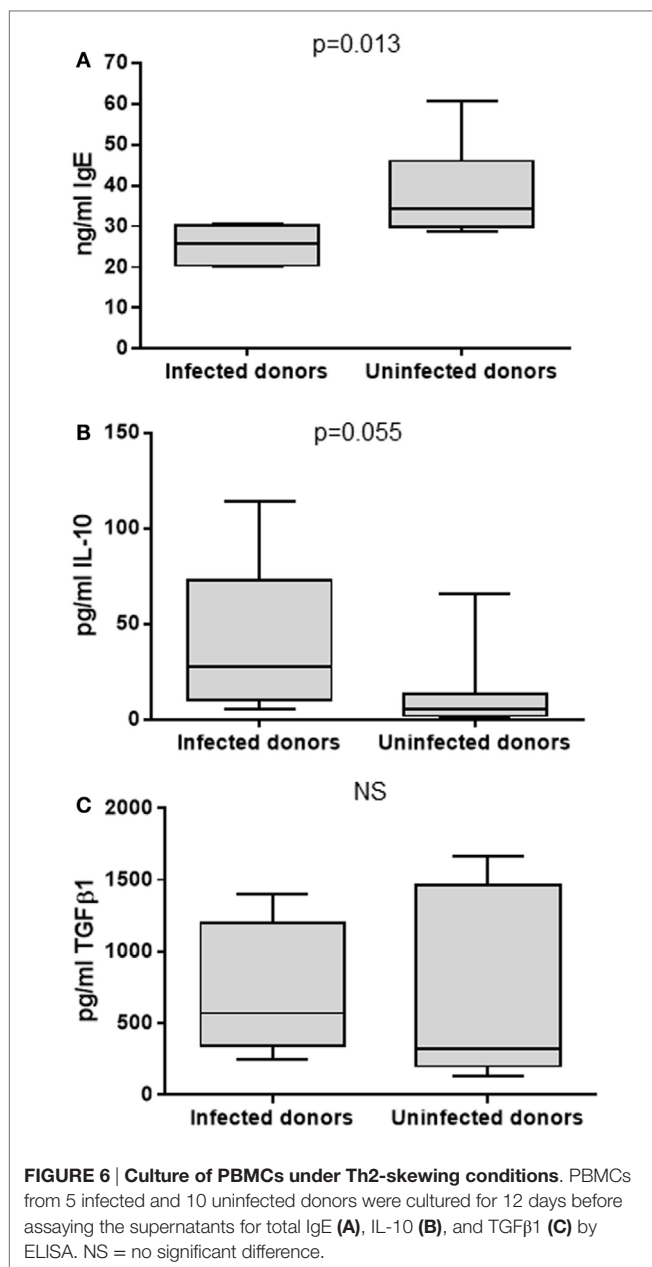 A
p=0.013
ng/ml IgE
70
60
50
40
30
20
10
0
Infected donors Uninfected donors
B
p=0.055
pg/ml IL-10
150
100
50
0
Infected donors Uninfected donors
C
NS
pg/ml TGFβ1
2000
1500
1000
500
0
Infected donors Uninfected donors
FIGURE 6 | Culture of PBMCs under Th2-skewing conditions. PBMCs
from 5 infected and 10 uninfected donors were cultured for 12 days before
assaying the supernatants for total IgE (A), IL-10 (B), and TGFβ1 (C) by
ELISA. NS = no significant difference.